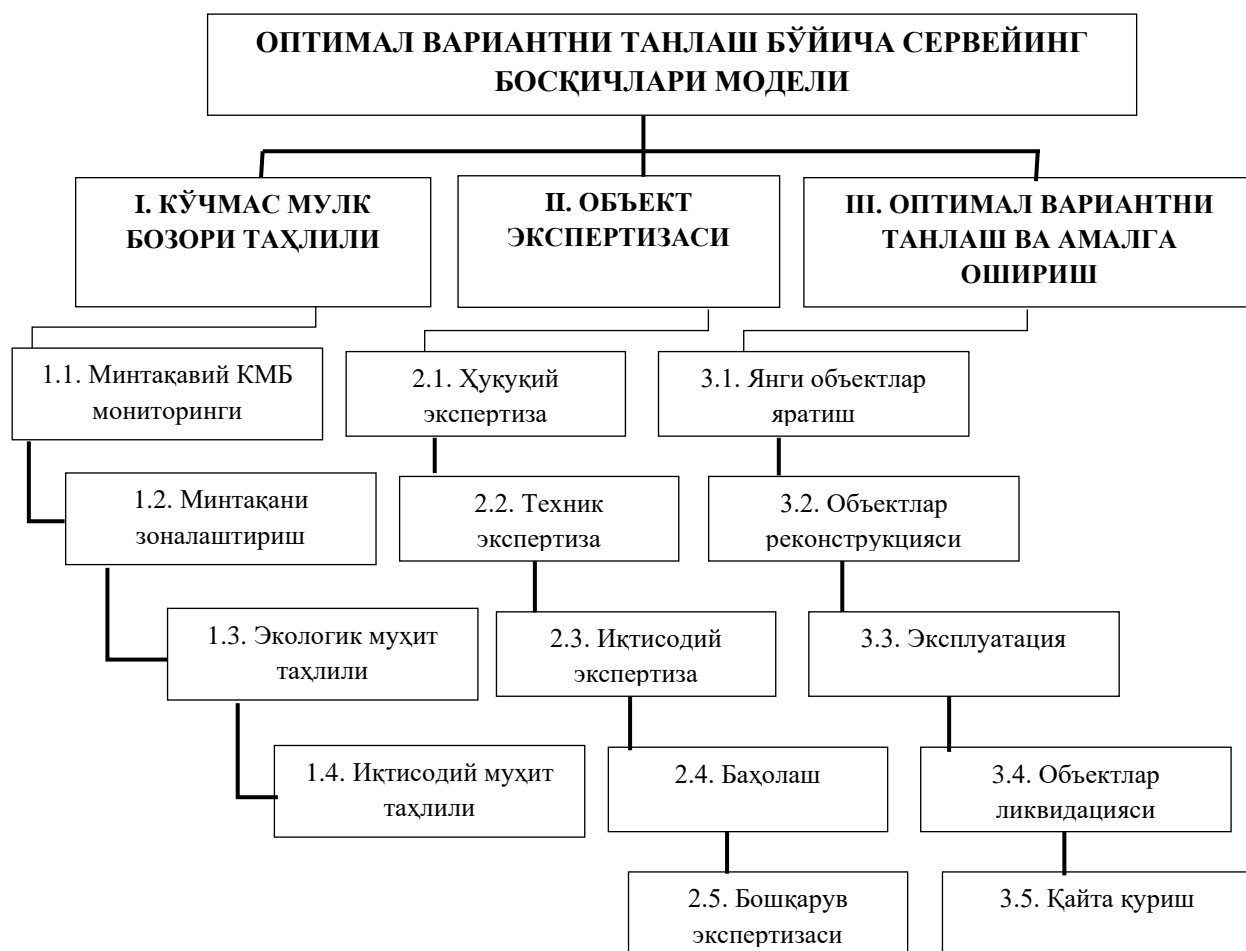 ОПТИМАЛ ВАРИАНТНИ ТАНЛАШ БЎЙИЧА СЕРВЕЙИНГ
БОСҚИЧЛАРИ МОДЕЛИ
I. КЎЧМАС МУЛК
БОЗОРИ ТАҲЛИЛИ
II. ОБЪЕКТ
ЭКСПЕРТИЗАСИ
III. ОПТИМАЛ ВАРИАНТНИ
ТАНЛАШ ВА АМАЛГА
ОШИРИШ
1.1. Минтақавий КМБ
мониторинги
1.2. Минтақани
зоналаштириш
1.3. Экологик муҳит
таҳлили
1.4. Иқтисодий муҳит
таҳлили
2.1. Ҳуқуқий
экспертиза
2.2. Техник
экспертиза
2.3. Иқтисодий
экспертиза
2.4. Баҳолаш
2.5. Бошқарув
экспертизаси
3.1. Янги объектлар
яратиш
3.2. Объектлар
реконструкцияси
3.3. Эксплуатация
3.4. Объектлар
ликвидацияси
3.5. Қайта қуриш